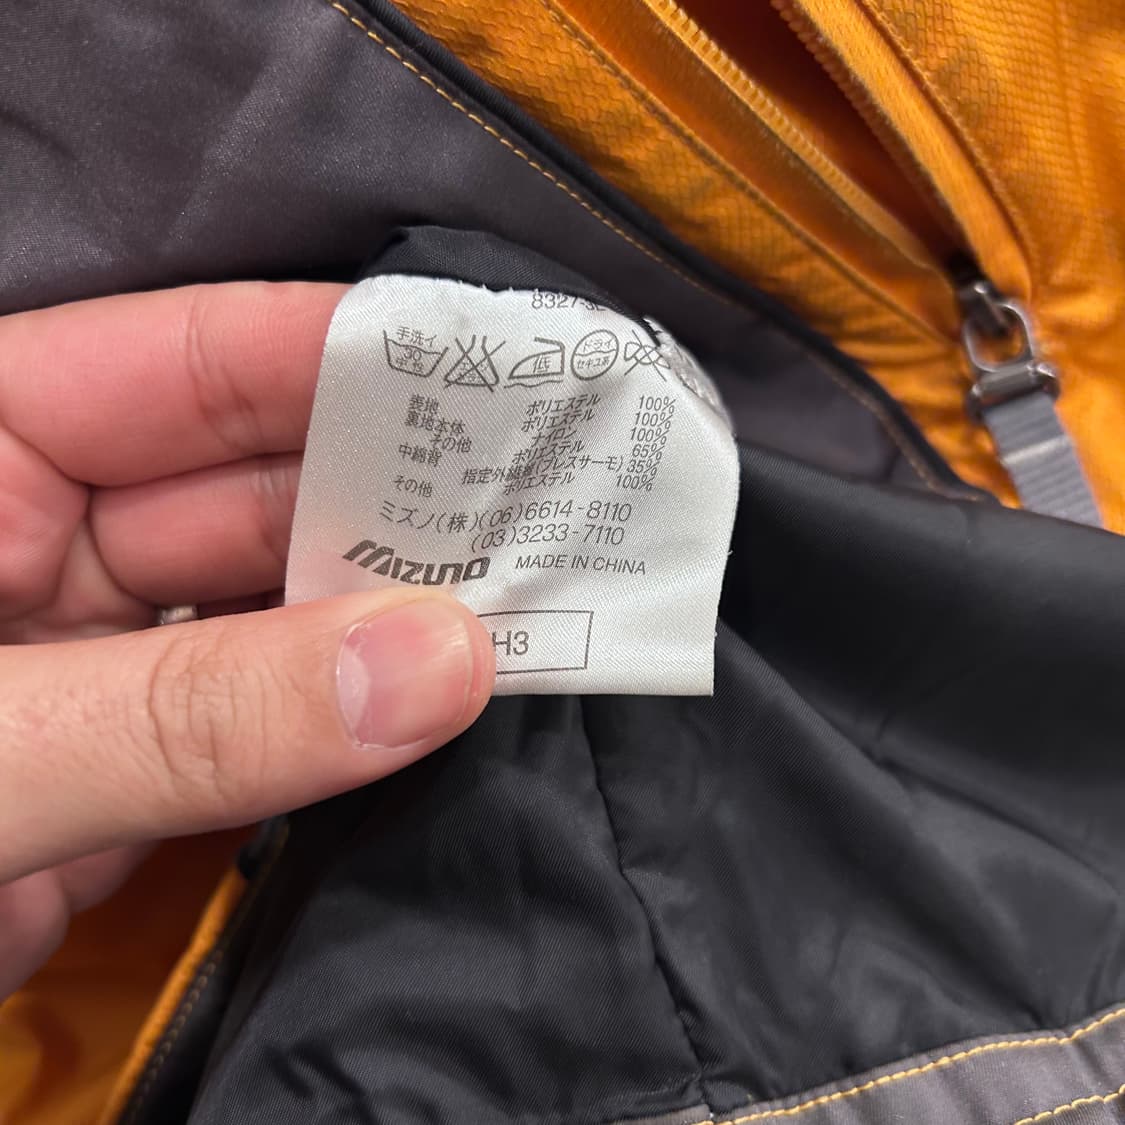 8327-3
手洗イ 30 中性 低 ドライ セキユ系
表地 ポリエステル 100%
裏地本体 ポリエステル 100%
その他 ナイロン 100%
中綿背 ポリエステル 65%
指定外繊維(ブレスサーモ) 35%
その他 ポリエステル 100%
ミズノ(株)(06)6614-8110
(03)3233-7110
MIZUNO MADE IN CHINA
H3